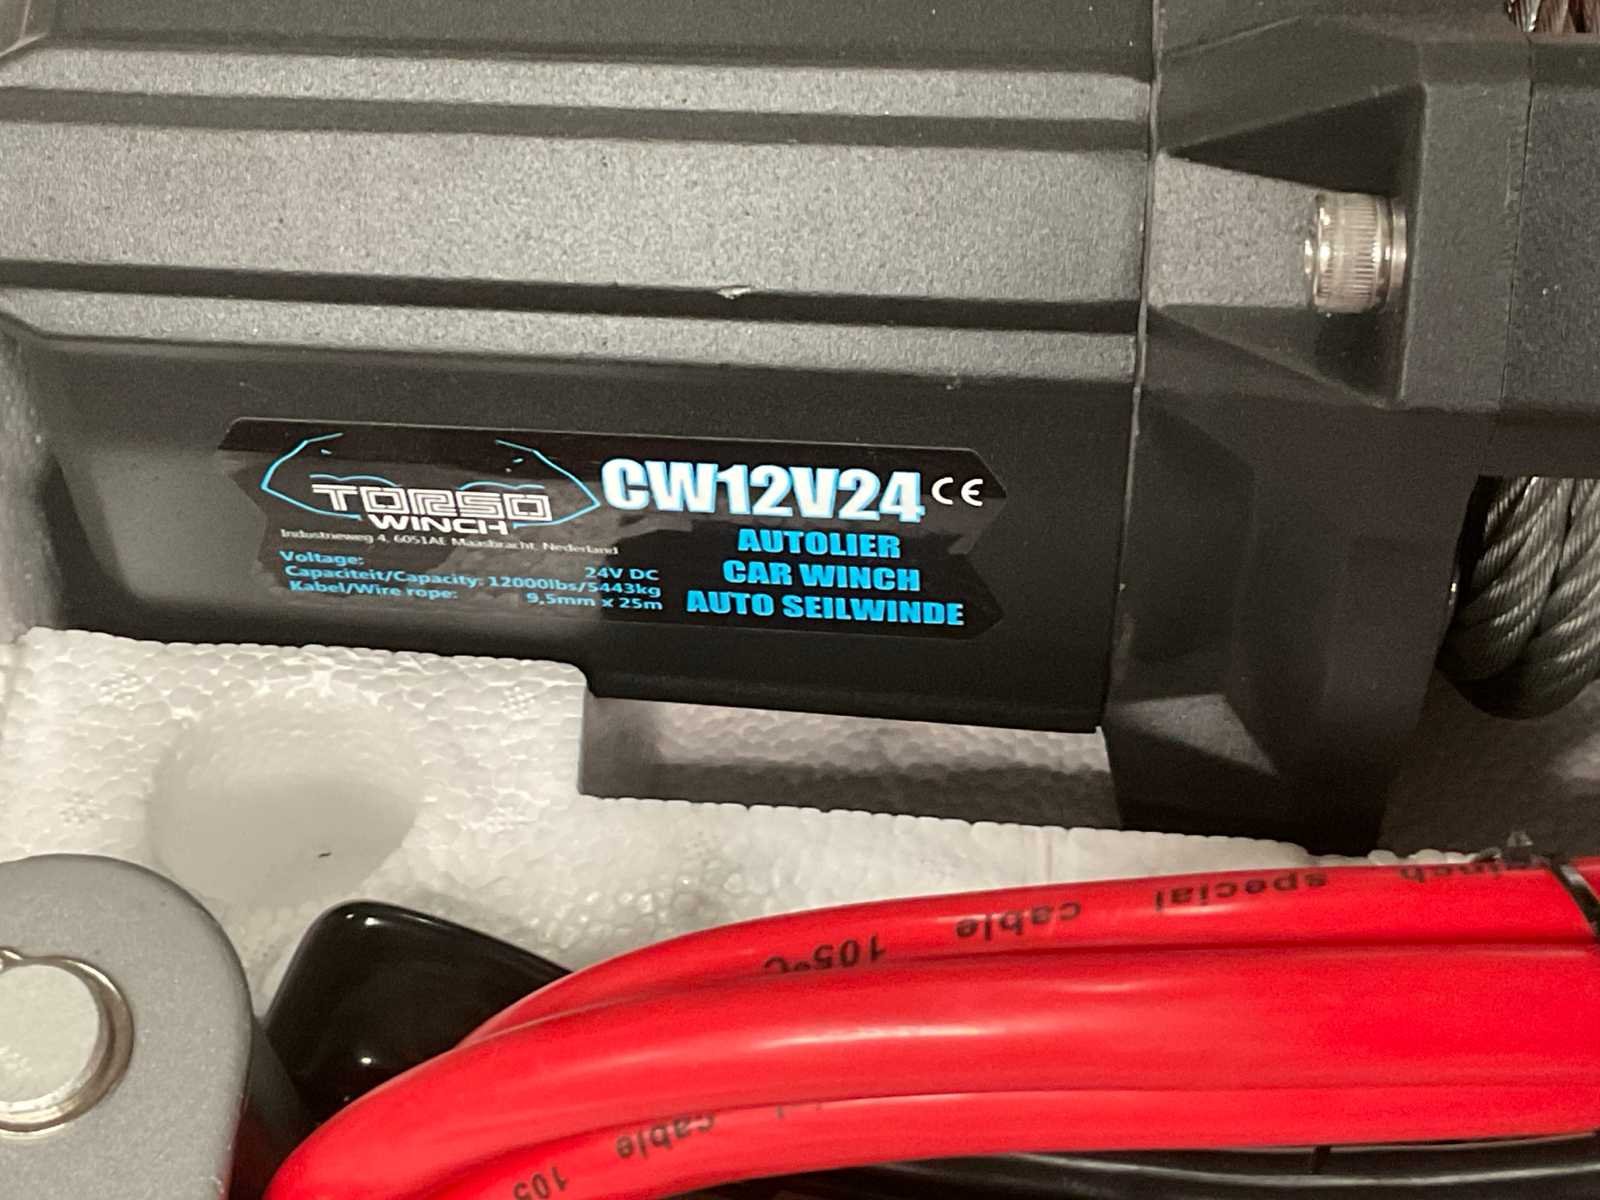 TORSO
WINCH
CW12V24 CE
Industrieweg 4, 6051AE Maasbracht, Nederland
Voltage: 24V DC
Capaciteit/Capacity: 12000lbs/5443kg
Kabel/Wire rope: 9,5mm x 25m
AUTOLIER
CAR WINCH
AUTO SEILWINDE
winch special cable 105°C
cable 105